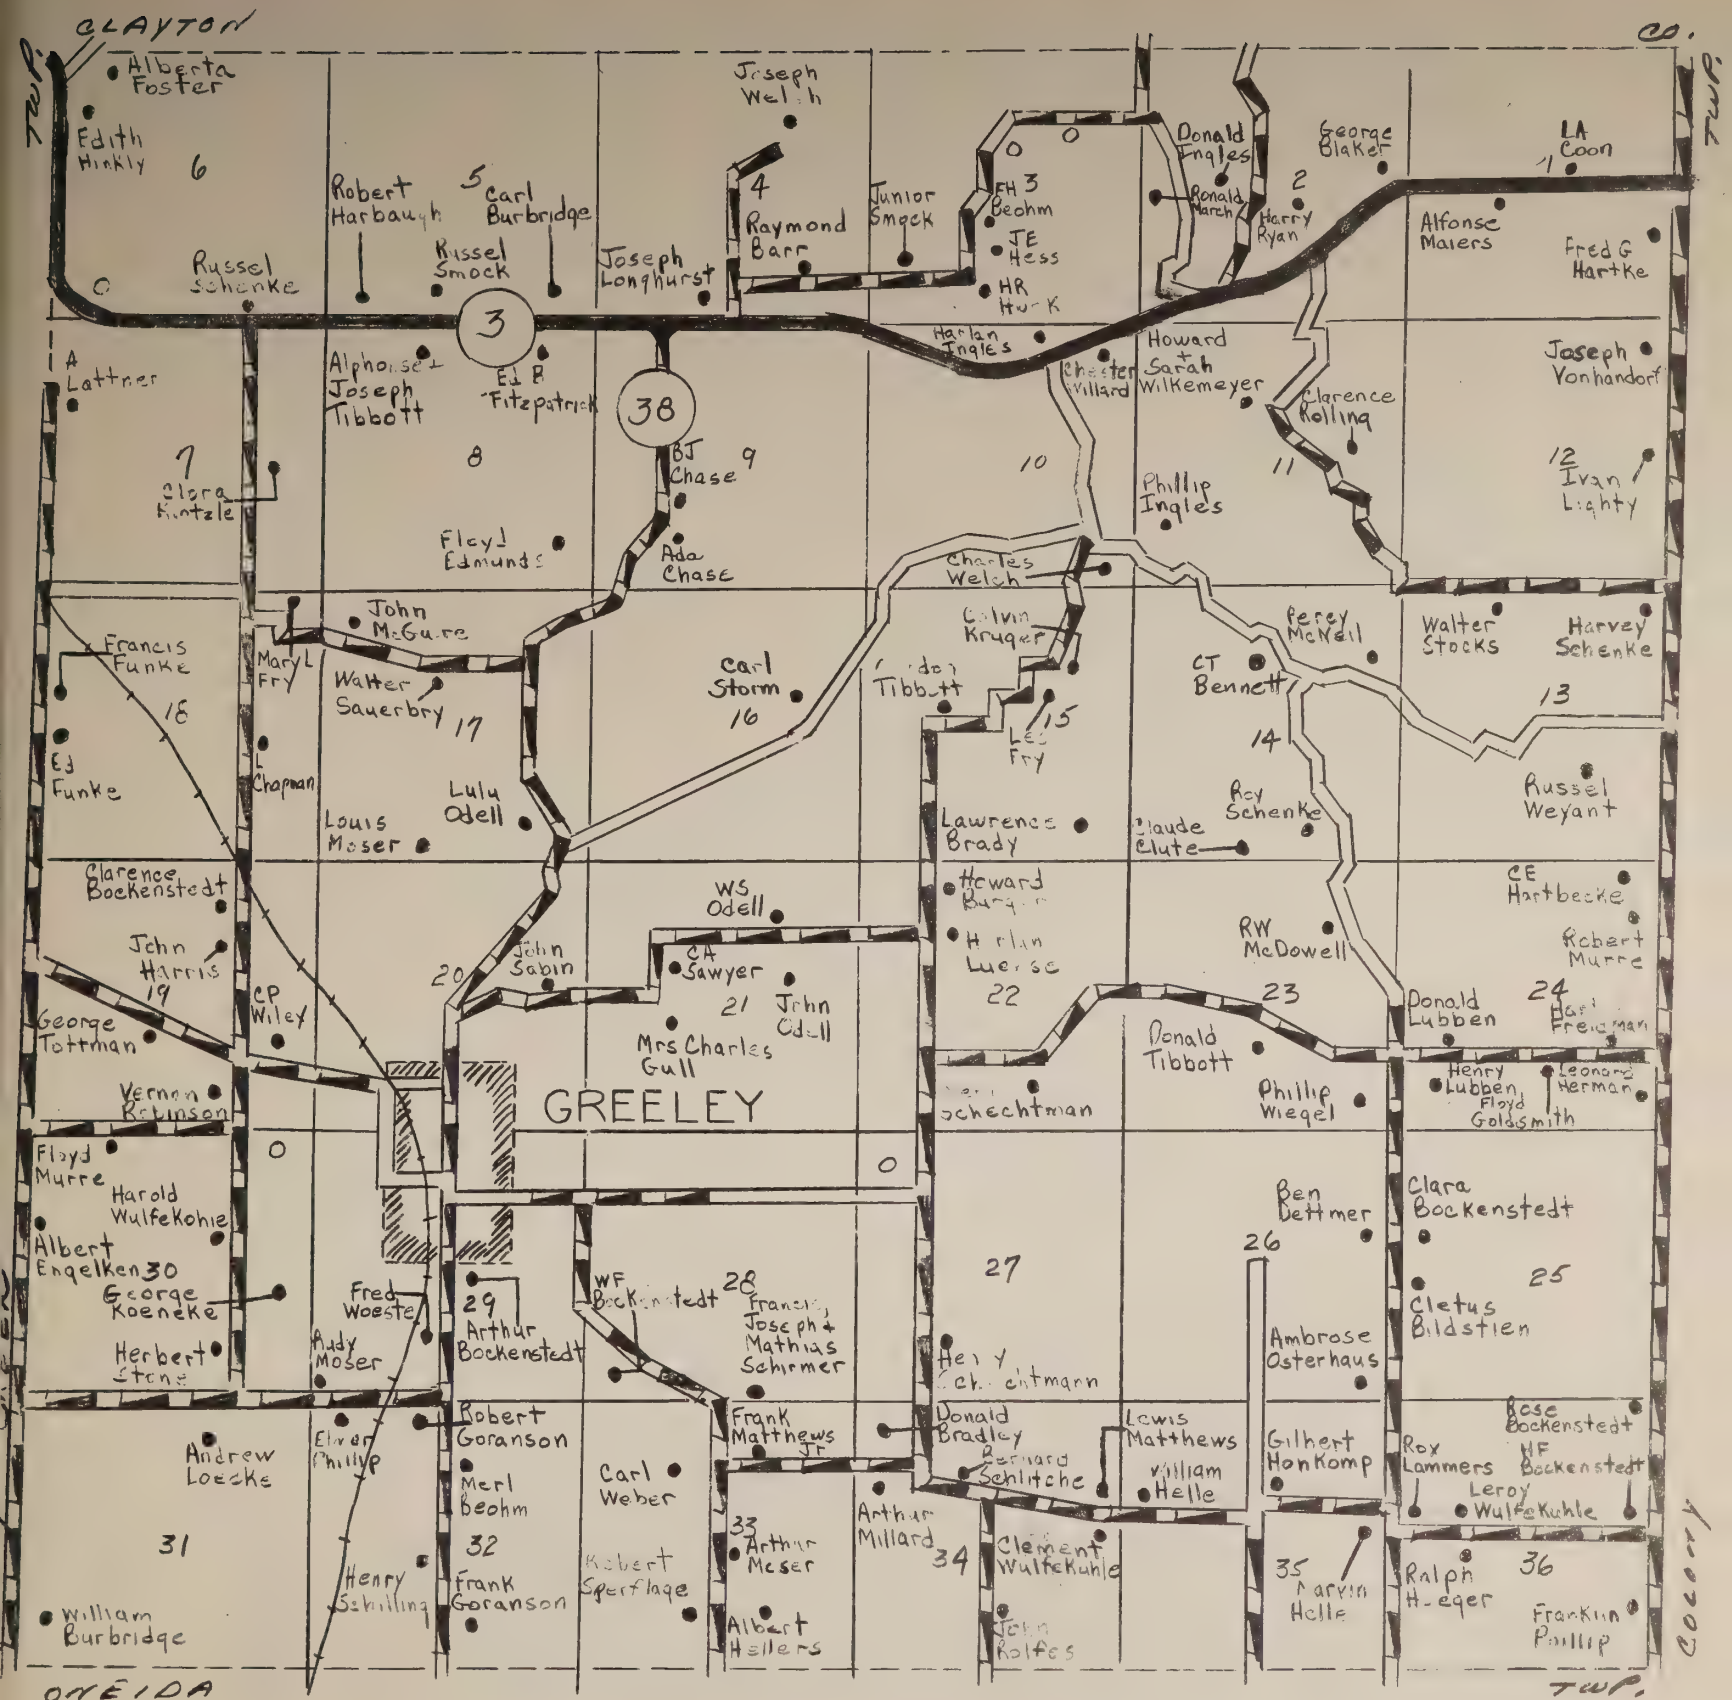 CLAYTON
CO.
TWP.
TWP.
Alberta
Foster
Edith
Hinkly
6
Robert
Harbaugh
5
Carl
Burbridge
Russel
Schenke
Russel
Smock
3
Joseph
Longhurst
Joseph
Welch
4
Raymond
Barr
Junior
Smock
O
O
O
EH
Beohm
3
JE
Hess
HR
Donald
Ingles
Ronald
March
2
Harry
Ryan
George
Blaker
1
LA
Coon
Alfonse
Maiers
Fred G
Hartke
A
Lattner
7
Clara
Kintzle
Alphonse +
Joseph
Tibbott
Ed B
Fitzpatrick
38
8
BJ
Chase
9
Floyd
Edmunds
Ada
Chase
Harlan
Ingles
Chester
Willard
Howard
+
Sarah
Wilkemeyer
10
Phillip
Ingles
Clarence
Rolling
11
Joseph
Vonhandorf
12
Ivan
Lighty
Charles
Welch
Francis
Funke
18
Ed
Funke
Mary L
Fry
John
McGuire
Walter
Sauerbry
17
L
Chapman
Louis
Moser
Lulu
Odell
Carl
Storm
16
Calvin
Kruger
Tibbott
15
Les
Fry
Lawrence
Brady
Percy
McNeil
CT
Bennett
14
Roy
Schenke
Claude
Clute
Walter
Stocks
Harvey
Schenke
13
Russel
Weyant
Clarence
Bockenstedt
John
Harris
19
George
Tottman
CP
Wiley
Vernon
Robinson
20
John
Sabin
WS
Odell
CA
Sawyer
21
John
Odell
Mrs Charles
Gull
GREELEY
Howard
Harlan
Luerse
22
Schechtman
RW
McDowell
23
Donald
Tibbott
Phillip
Wiegel
CE
Hartbecke
Robert
Murre
24
Donald
Lubben
Henry
Lubben
Floyd
Goldsmith
Leonard
Herman
Floyd
Murre
O
O
Harold
Wulfekohle
Albert
Engelken
30
George
Koeneke
Herbert
Stone
Fred
Woeste
Rudy
Moser
29
Arthur
Bockenstedt
WF
Bockenstedt
28
Francis,
Joseph +
Mathias
Schirmer
27
Ben
Dettmer
26
Ambrose
Osterhaus
Clara
Bockenstedt
25
Cletus
Bildstien
Andrew
Loecke
Elmer
Phillip
Robert
Goranson
Merl
Beohm
Carl
Weber
Frank
Matthews
Jr
Donald
Bradley
Bernard
Schlitche
Lewis
Matthews
William
Helle
Gilbert
Honkomp
Roy
Lammers
Rose
Bockenstedt
Bockenstedt
Leroy
Wulfekuhle
31
Henry
Schilling
32
Frank
Goranson
Robert
Sperflage
33
Arthur
Moser
Albert
Hellers
Arthur
Millard
34
Clement
Wulfekuhle
John
Rolfes
35
Marvin
Helle
Ralph
36
Franklin
Phillip
William
Burbridge
COLONY
ONEIDA
TWP.